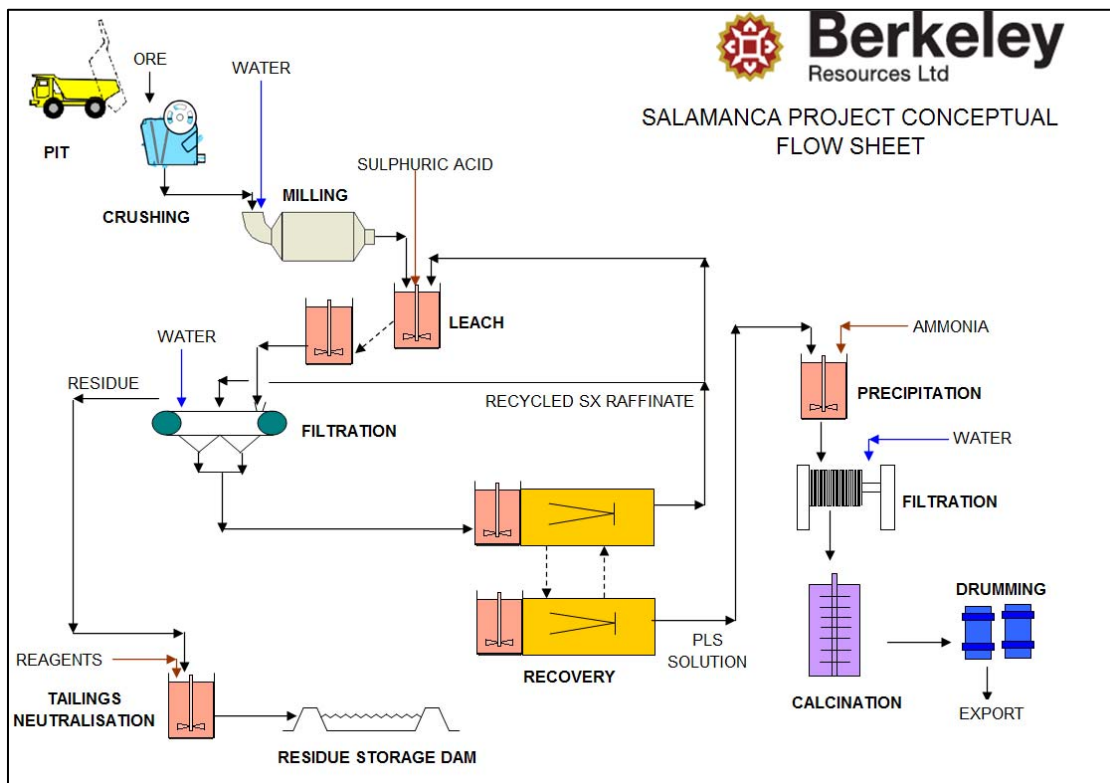 Berkeley
Resources Ltd
SALAMANCA PROJECT CONCEPTUAL
FLOW SHEET
ORE
WATER
PIT
SULPHURIC ACID
CRUSHING
MILLING
LEACH
WATER
AMMONIA
RESIDUE
RECYCLED SX RAFFINATE
PRECIPITATION
FILTRATION
WATER
FILTRATION
DRUMMING
PLS
SOLUTION
REAGENTS
RECOVERY
TAILINGS
NEUTRALISATION
CALCINATION
EXPORT
RESIDUE STORAGE DAM